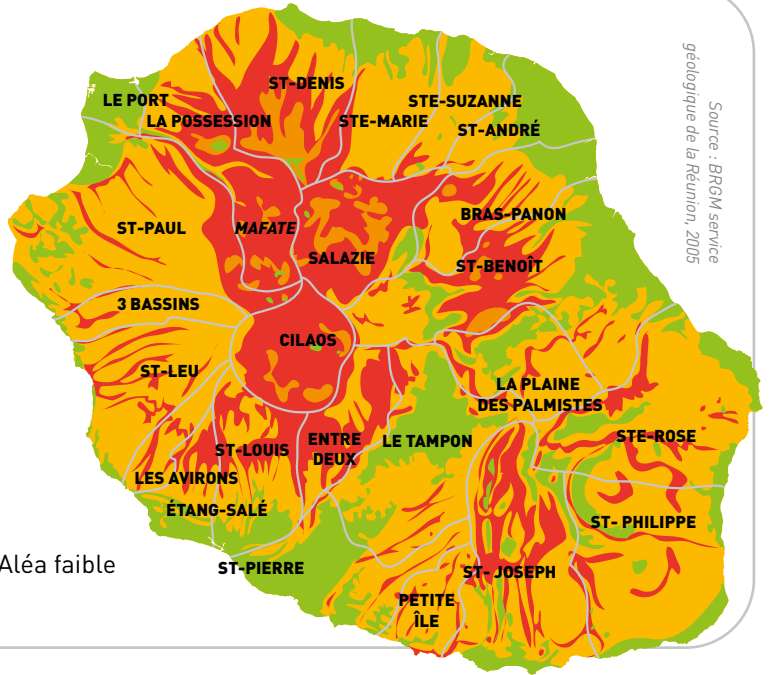 ST-DENIS
LE PORT
LA POSSESSION
STE-MARIE
STE-SUZANNE
ST-ANDRÉ
ST-PAUL
MAFATE
SALAZIE
BRAS-PANON
ST-BENOÎT
3 BASSINS
CILAOS
ST-LEU
LA PLAINE
DES PALMISTES
ST-LOUIS
ENTRE
DEUX
LE TAMPON
STE-ROSE
LES AVIRONS
ÉTANG-SALÉ
ST- PHILIPPE
ST-PIERRE
ST- JOSEPH
PETITE
ÎLE
Aléa faible
Source : BRGM service
géologique de la Réunion, 2005